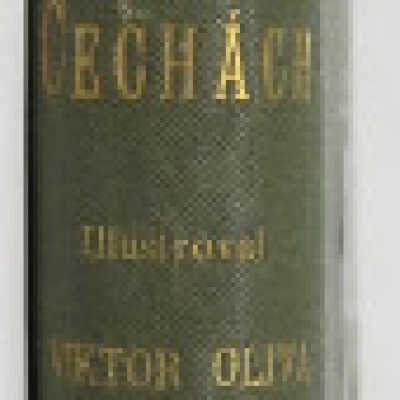 ČECHÁCH
Illustroval
VIKTOR OLIVA